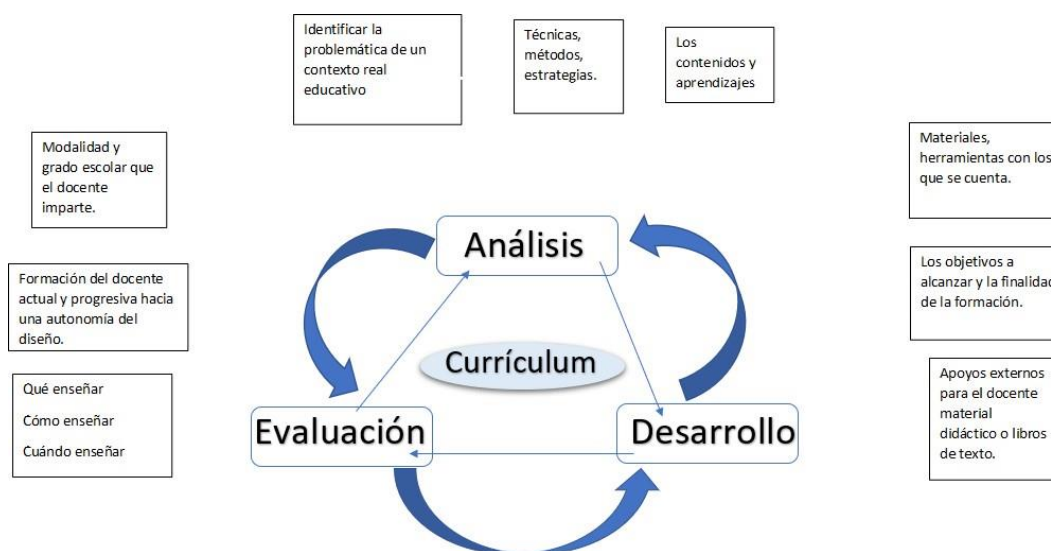 Identificar la
problemática de un
contexto real
educativo
Técnicas,
métodos,
estrategias.
Los
contenidos y
aprendizajes
Modalidad y
grado escolar que
el docente
imparte.
Materiales,
herramientas con los
que se cuenta.
Análisis
Formación del docente
actual y progresiva hacia
una autonomía del
diseño.
Los objetivos a
alcanzar y la finalidad
de la formación.
Currículum
Qué enseñar
Cómo enseñar
Cuándo enseñar
Apoyos externos
para el docente
material
didáctico o libros
de texto.
Evaluación
Desarrollo